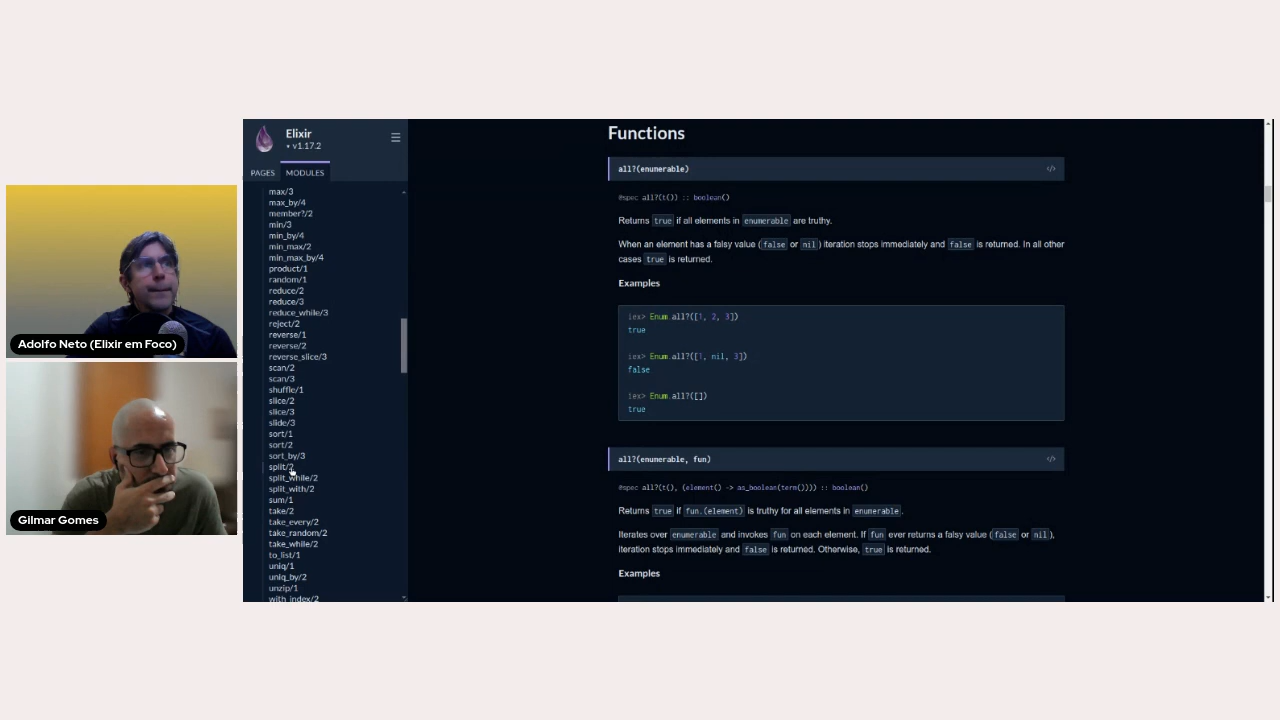 Adolfo Neto (Elixir em Foco)
Gilmar Gomes
Elixir
v1.17.2
PAGES MODULES
max/3
max_by/4
member?/2
min/3
min_by/4
min_max/2
min_max_by/4
product/1
random/1
reduce/2
reduce/3
reduce_while/3
reject/2
reverse/1
reverse/2
reverse_slice/3
scan/2
scan/3
shuffle/1
slice/2
slice/3
slide/3
sort/1
sort/2
sort_by/3
split/2
split_while/2
split_with/2
sum/1
take/2
take_every/2
take_random/2
take_while/2
to_list/1
uniq/1
uniq_by/2
unzip/1
with_index/2
Functions
all?(enumerable) </>
@spec all?(t()) :: boolean()
Returns true if all elements in enumerable are truthy.
When an element has a falsy value (false or nil) iteration stops immediately and false is returned. In all other
cases true is returned.
Examples
iex> Enum.all?([1, 2, 3])
true
iex> Enum.all?([1, nil, 3])
false
iex> Enum.all?([])
true
all?(enumerable, fun) </>
@spec all?(t(), (element() -> as_boolean(term()))) :: boolean()
Returns true if fun.(element) is truthy for all elements in enumerable.
Iterates over enumerable and invokes fun on each element. If fun ever returns a falsy value (false or nil),
iteration stops immediately and false is returned. Otherwise, true is returned.
Examples